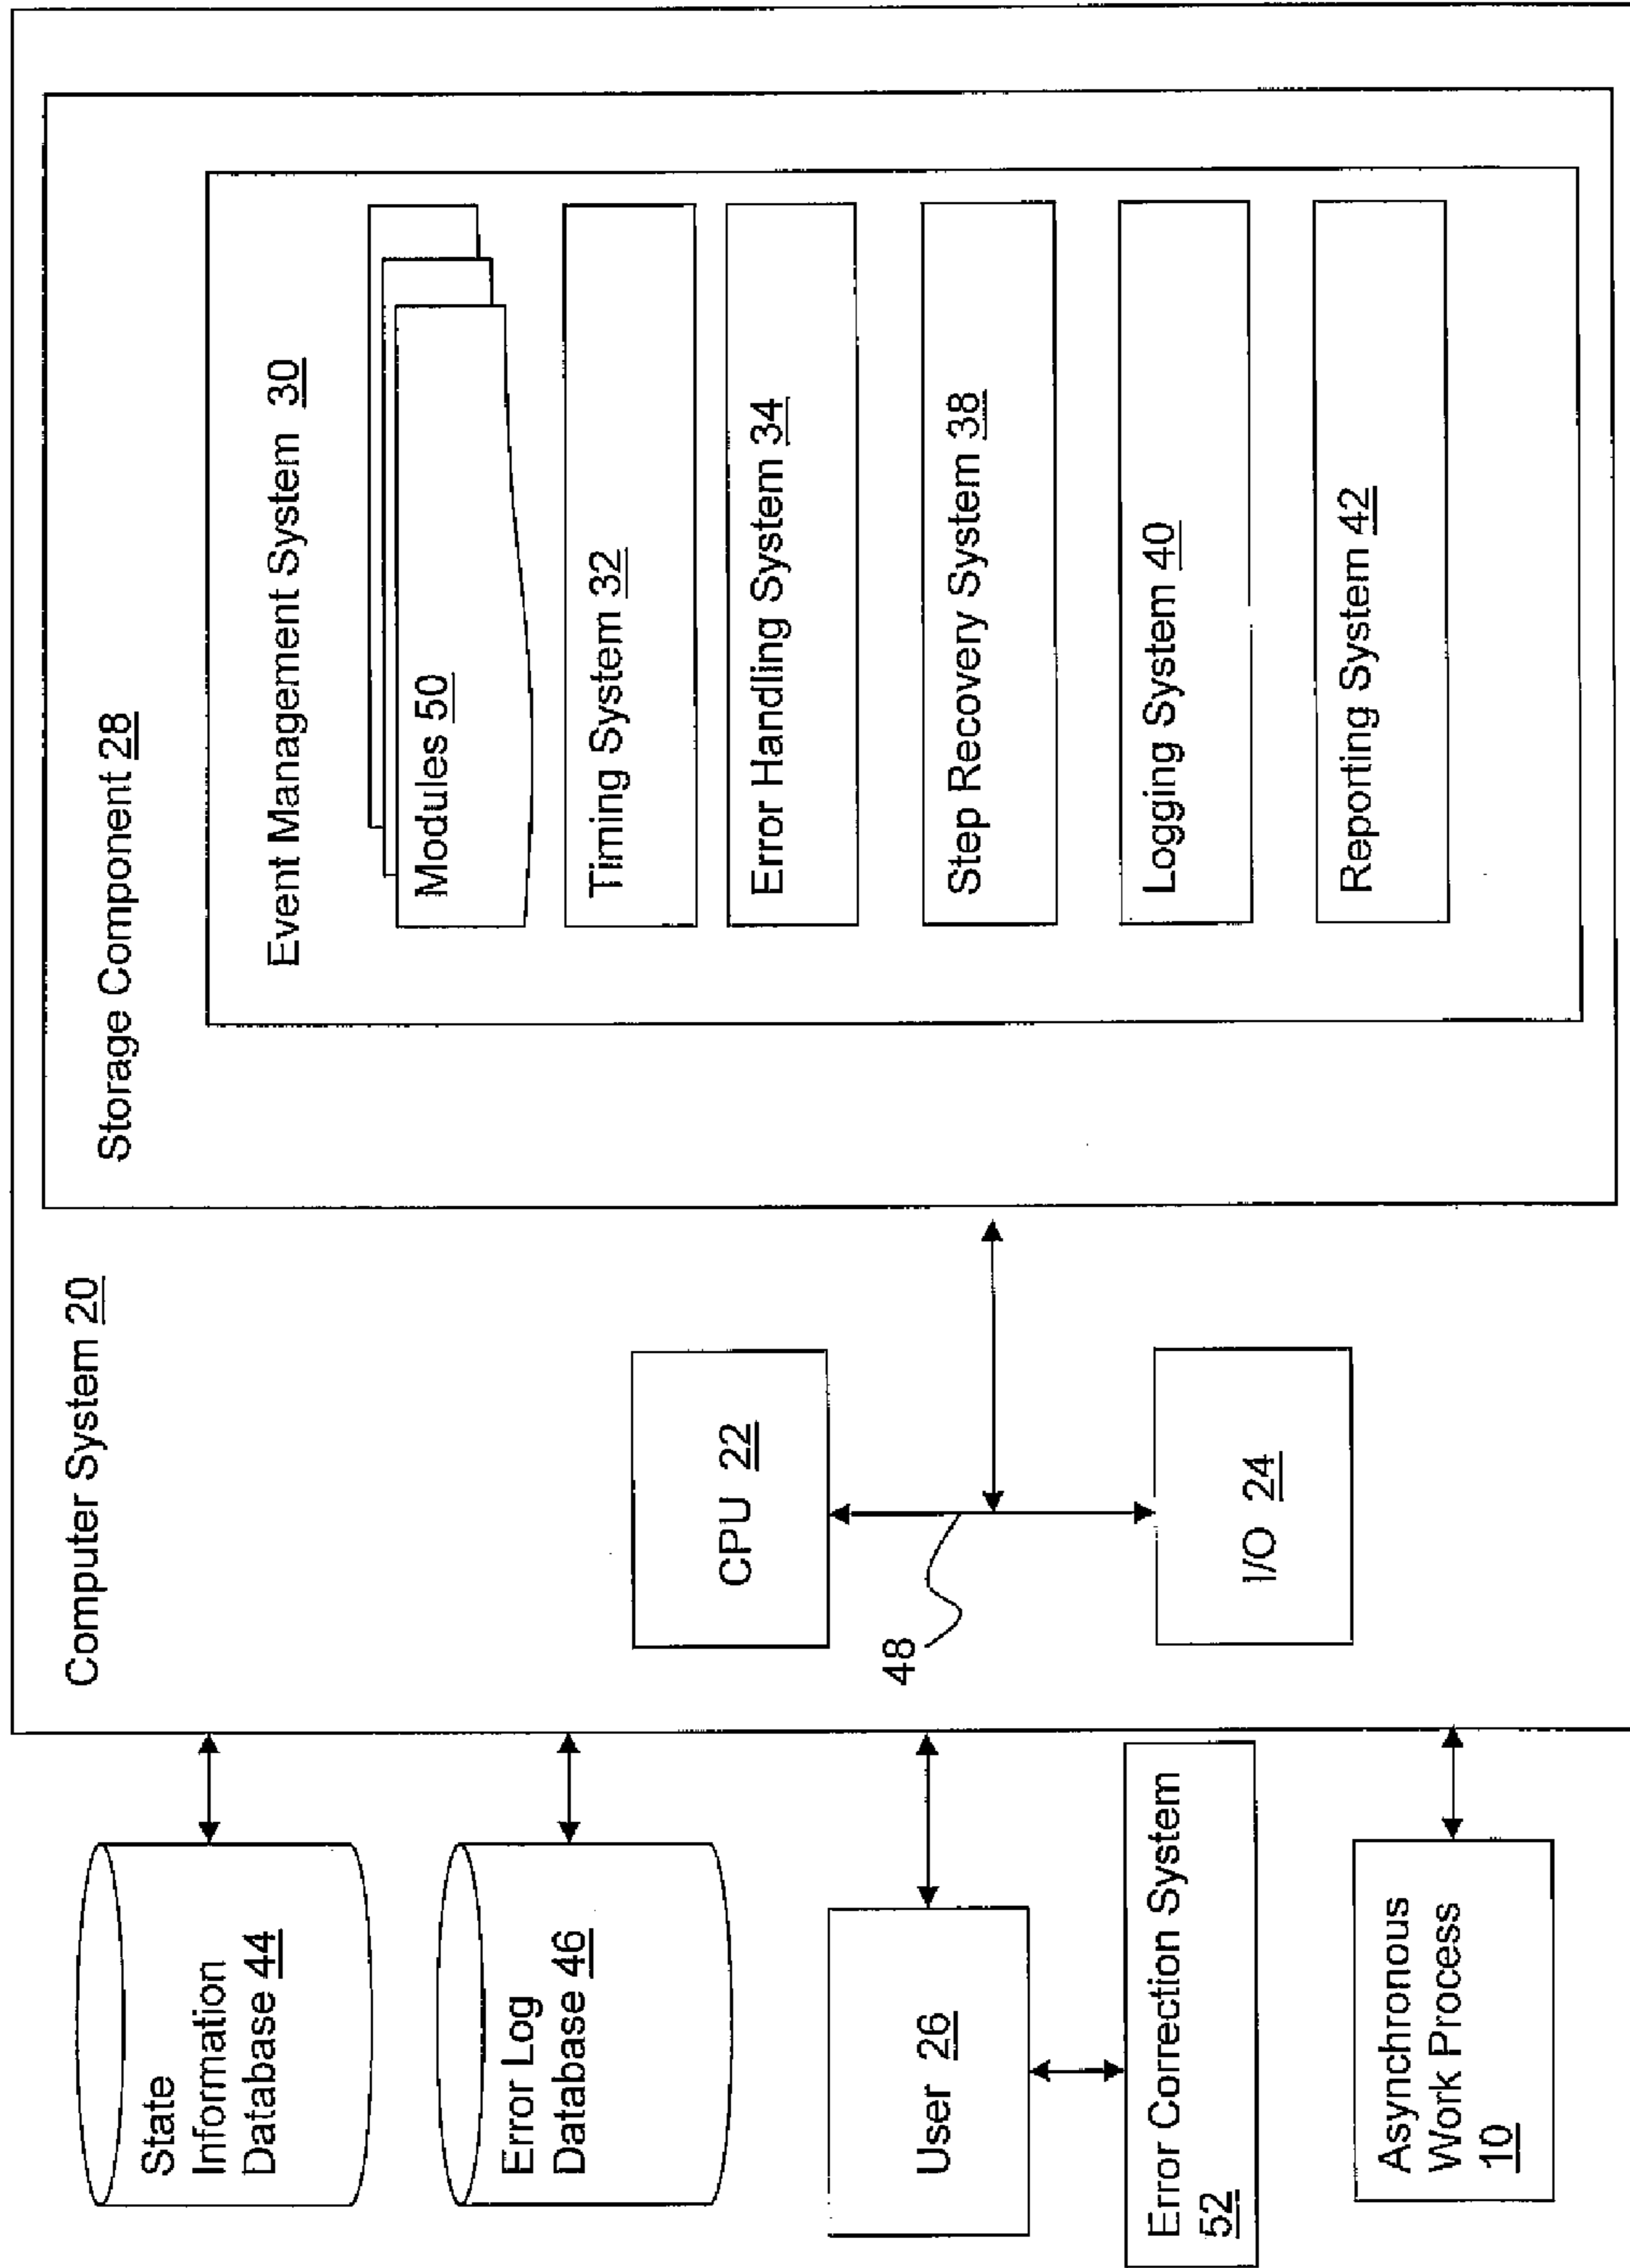 Computer System 20
Storage Component 28
Event Management System 30
Modules 50
Timing System 32
Error Handling System 34
Step Recovery System 38
Logging System 40
Reporting System 42
CPU 22
48
I/O 24
State
Information
Database 44
Error Log
Database 46
User 26
Error Correction System
52
Asynchronous
Work Process
10